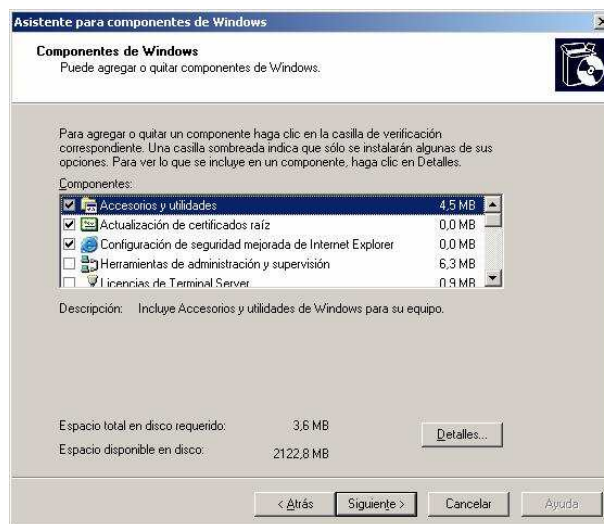 Asistente para componentes de Windows
Componentes de Windows
Puede agregar o quitar componentes de Windows.
Para agregar o quitar un componente haga clic en la casilla de verificación
correspondiente. Una casilla sombreada indica que sólo se instalarán algunas de sus
opciones. Para ver lo que se incluye en un componente, haga clic en Detalles.
Componentes:
Accesorios y utilidades 4,5 MB
Actualización de certificados raíz 0,0 MB
Configuración de seguridad mejorada de Internet Explorer 0,0 MB
Herramientas de administración y supervisión 6,3 MB
Licencias de Terminal Server 0,9 MB
Descripción: Incluye Accesorios y utilidades de Windows para su equipo.
Espacio total en disco requerido: 3,6 MB
Espacio disponible en disco: 2122,8 MB
Detalles...
< Atrás Siguiente > Cancelar Ayuda